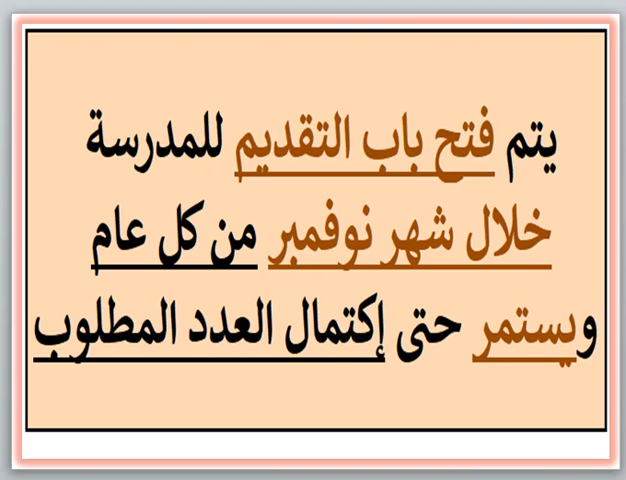 يتم فتح باب التقديم للمدرسة
خلال شهر نوفمبر من كل عام
ويستمر حتى إكتمال العدد المطلوب